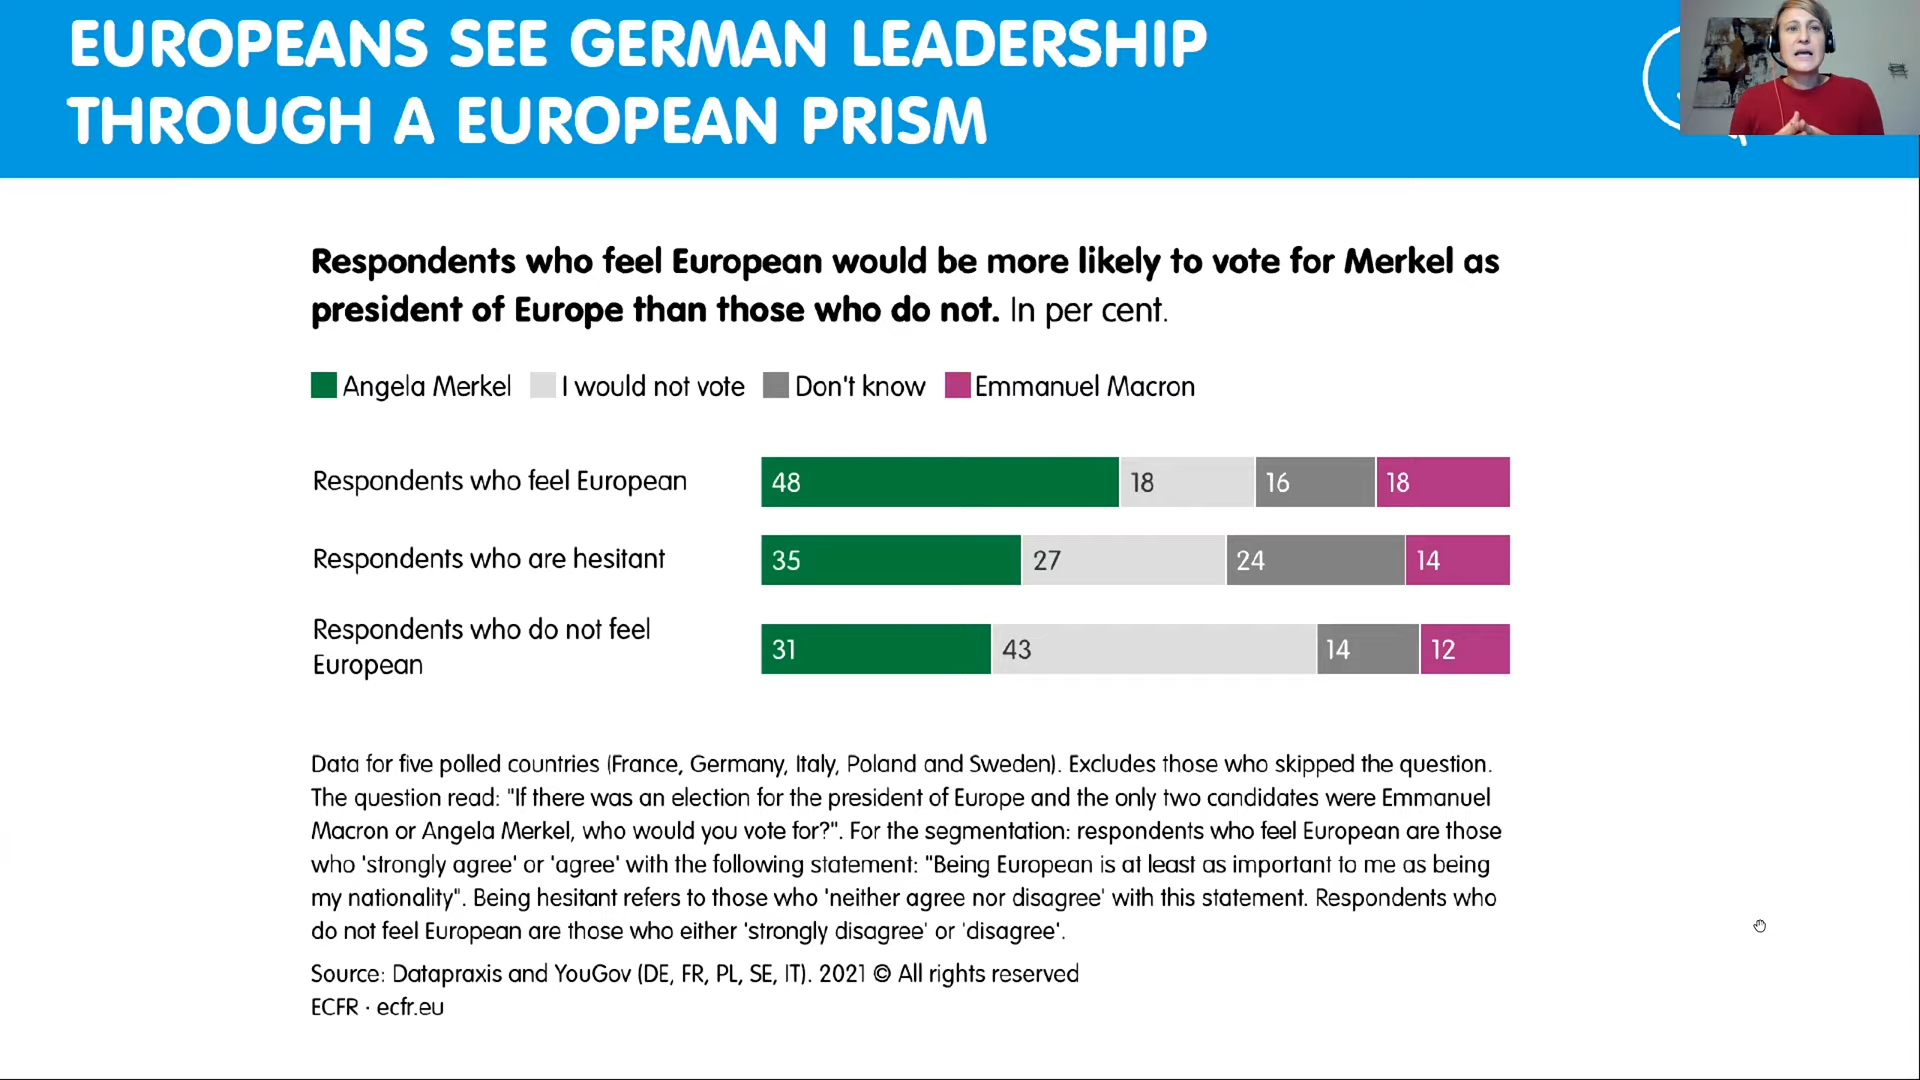 EUROPEANS SEE GERMAN LEADERSHIP
THROUGH A EUROPEAN PRISM
Respondents who feel European would be more likely to vote for Merkel as
president of Europe than those who do not. In per cent.
Angela Merkel I would not vote Don't know Emmanuel Macron
Respondents who feel European 48 18 16 18
Respondents who are hesitant 35 27 24 14
Respondents who do not feel
European 31 43 14 12
Data for five polled countries (France, Germany, Italy, Poland and Sweden). Excludes those who skipped the question.
The question read: "If there was an election for the president of Europe and the only two candidates were Emmanuel
Macron or Angela Merkel, who would you vote for?". For the segmentation: respondents who feel European are those
who 'strongly agree' or 'agree' with the following statement: "Being European is at least as important to me as being
my nationality". Being hesitant refers to those who 'neither agree nor disagree' with this statement. Respondents who
do not feel European are those who either 'strongly disagree' or 'disagree'.
Source: Datapraxis and YouGov (DE, FR, PL, SE, IT). 2021 © All rights reserved
ECFR · ecfr.eu